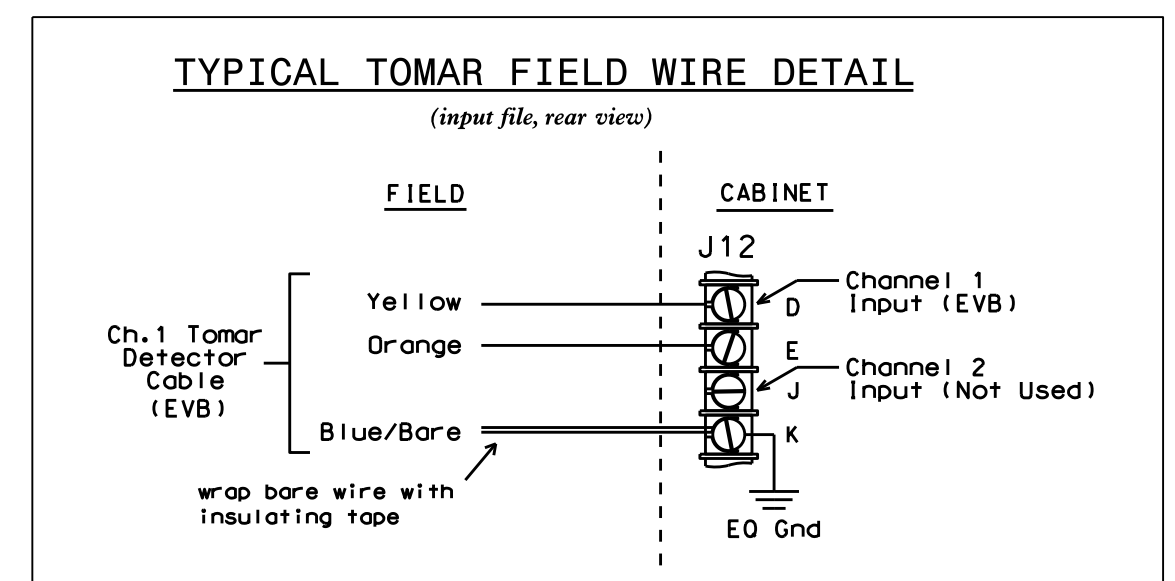 TYPICAL TOMAR FIELD WIRE DETAIL
(input file, rear view)
FIELD
CABINET
J12
Yellow
D
Channel 1
Input (EVB)
Ch.1 Tomar
Detector
Cable
(EVB)
Orange
E
Channel 2
Input (Not Used)
J
Blue/Bare
K
wrap bare wire with
insulating tape
EQ Gnd